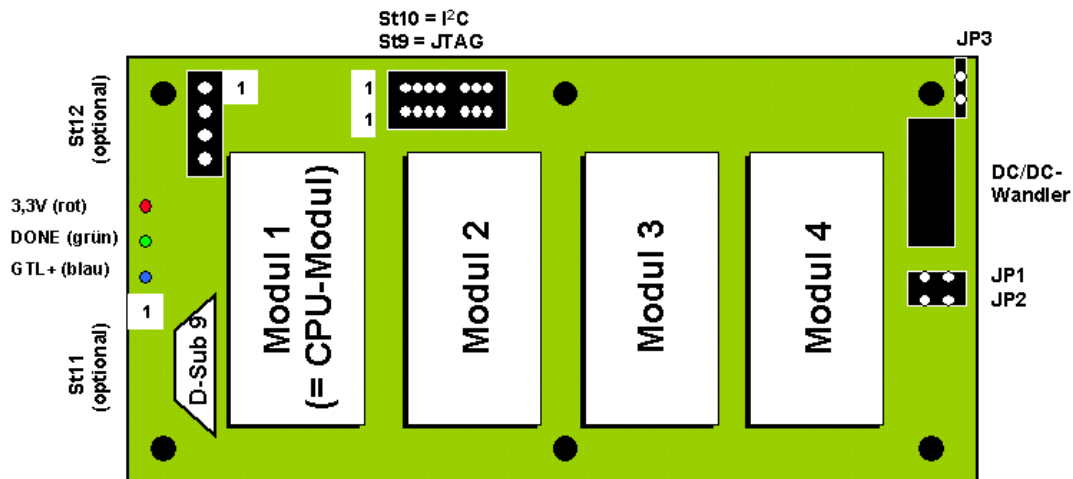 St10 = I²C
St9 = JTAG
JP3
St12
(optional)
1
1
1
3,3V (rot)
DONE (grün)
GTL+ (blau)
1
St11
(optional)
D-Sub 9
Modul 1
(= CPU-Modul)
Modul 2
Modul 3
Modul 4
DC/DC-
Wandler
JP1
JP2